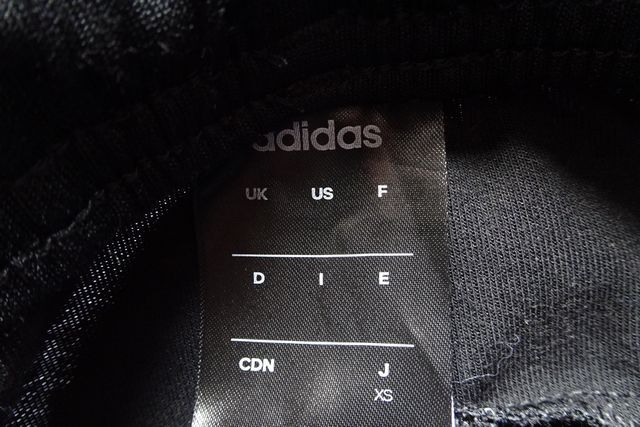 adidas
UK US F
D I E
CDN J
XS